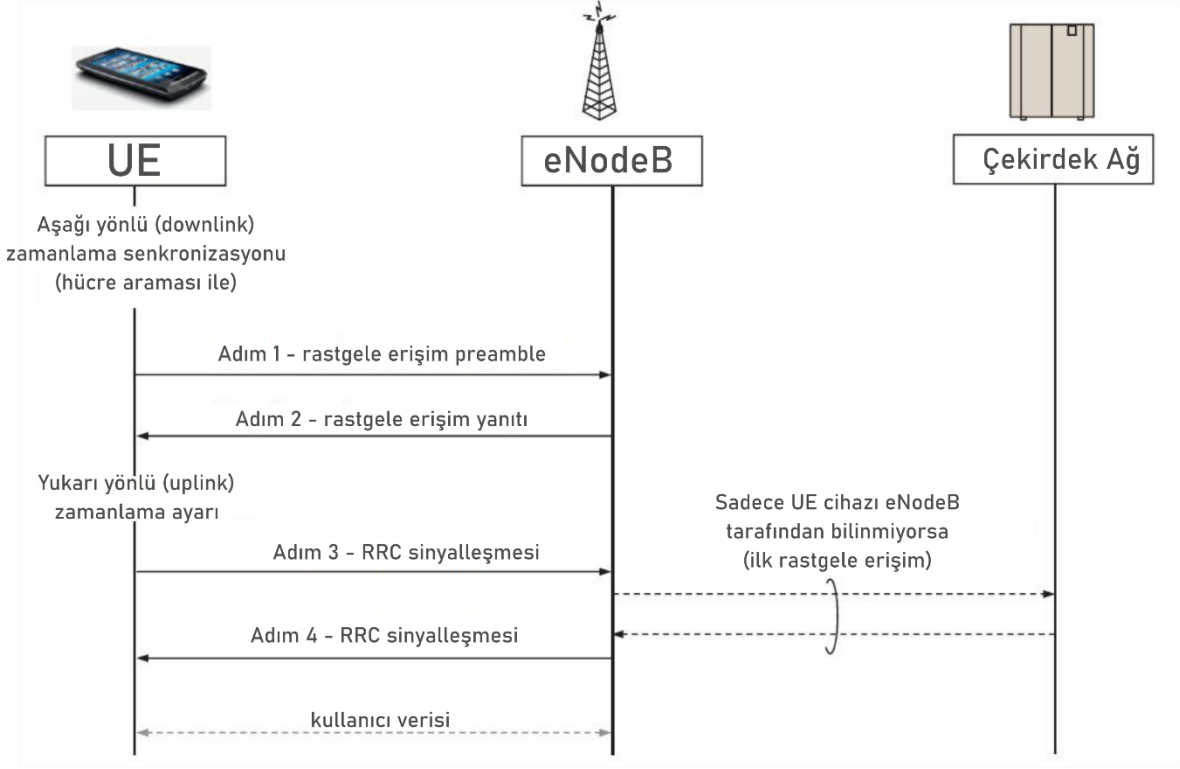 UE
eNodeB
Çekirdek Ağ
Aşağı yönlü (downlink)
zamanlama senkronizasyonu
(hücre araması ile)
Adım 1 - rastgele erişim preamble
Adım 2 - rastgele erişim yanıtı
Yukarı yönlü (uplink)
zamanlama ayarı
Sadece UE cihazı eNodeB
tarafından bilinmiyorsa
(ilk rastgele erişim)
Adım 3 - RRC sinyalleşmesi
Adım 4 - RRC sinyalleşmesi
kullanıcı verisi